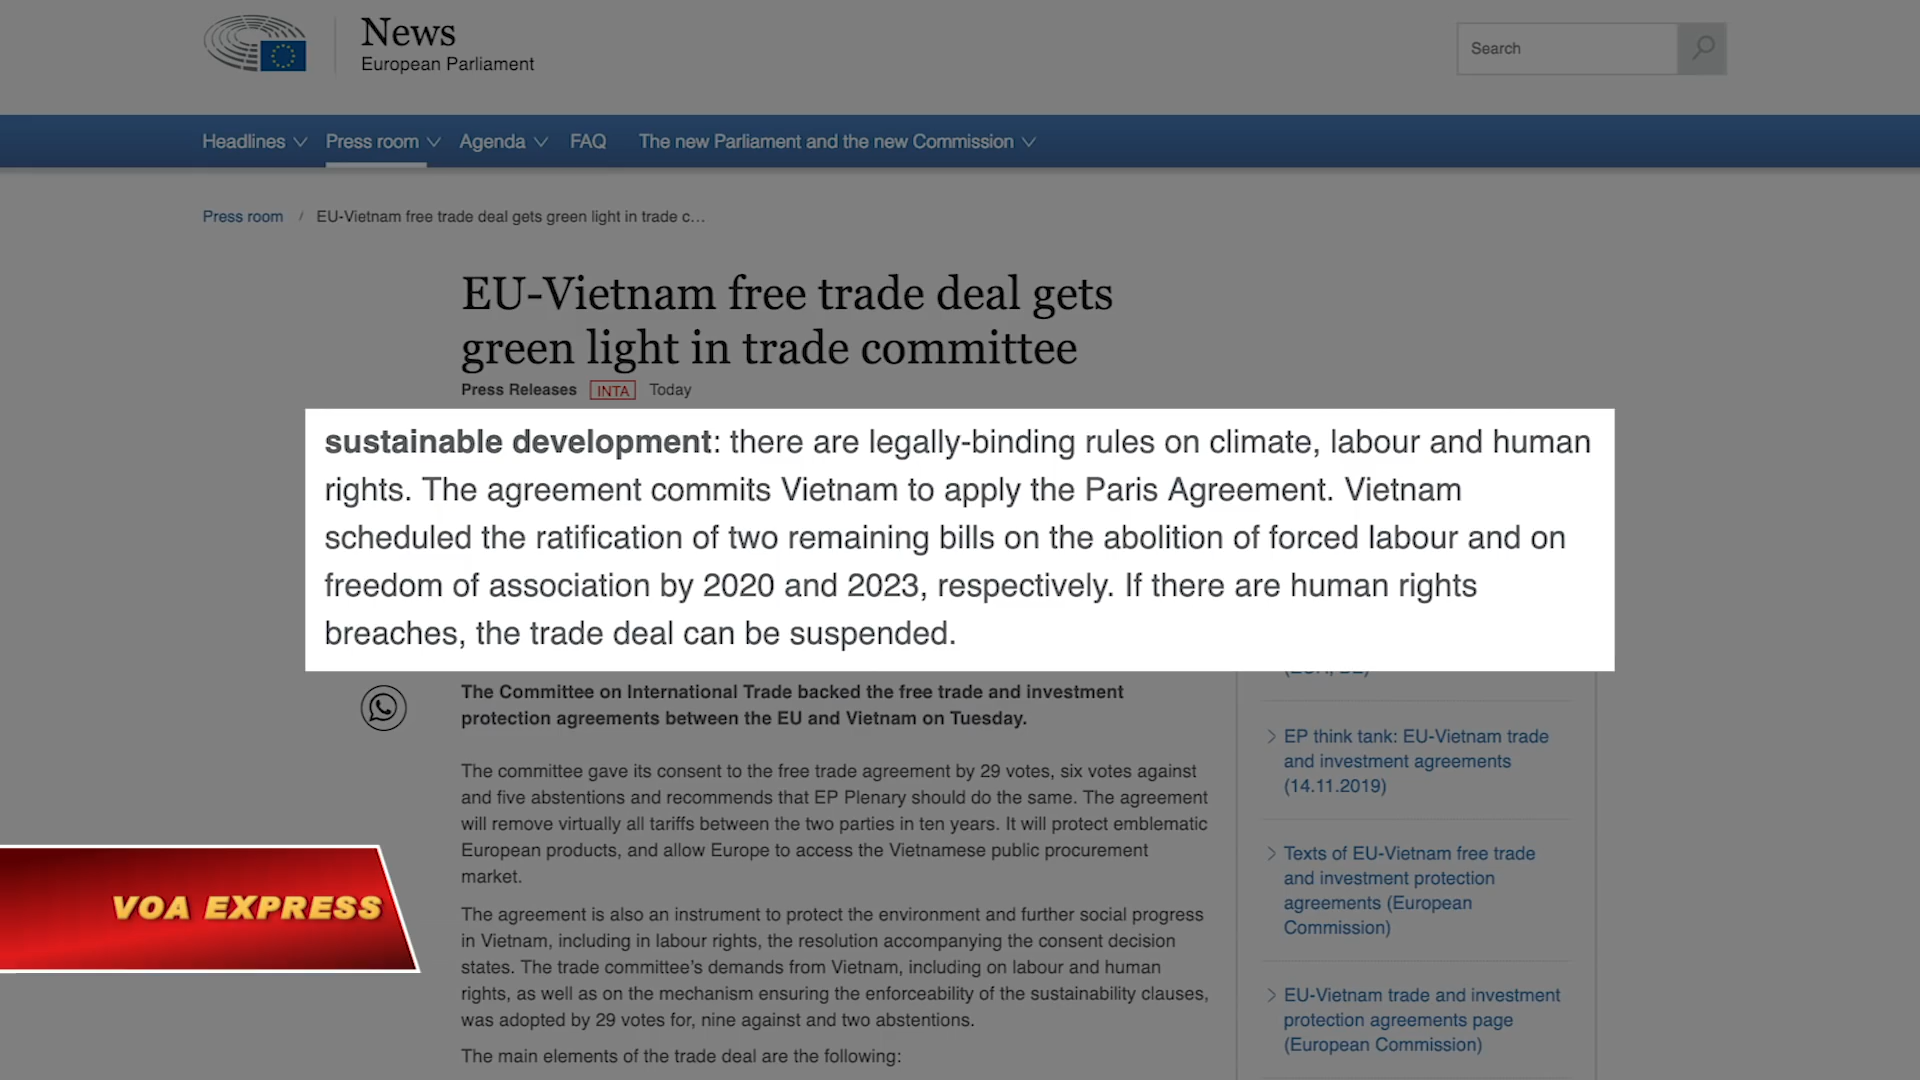 News
European Parliament
Search
Headlines
Press room
Agenda
FAQ
The new Parliament and the new Commission
Press room / EU-Vietnam free trade deal gets green light in trade c...
EU-Vietnam free trade deal gets
green light in trade committee
Press Releases INTA Today
sustainable development: there are legally-binding rules on climate, labour and human
rights. The agreement commits Vietnam to apply the Paris Agreement. Vietnam
scheduled the ratification of two remaining bills on the abolition of forced labour and on
freedom of association by 2020 and 2023, respectively. If there are human rights
breaches, the trade deal can be suspended.
The Committee on International Trade backed the free trade and investment
protection agreements between the EU and Vietnam on Tuesday.
The committee gave its consent to the free trade agreement by 29 votes, six votes against
and five abstentions and recommends that EP Plenary should do the same. The agreement
will remove virtually all tariffs between the two parties in ten years. It will protect emblematic
European products, and allow Europe to access the Vietnamese public procurement
market.
The agreement is also an instrument to protect the environment and further social progress
in Vietnam, including in labour rights, the resolution accompanying the consent decision
states. The trade committee's demands from Vietnam, including on labour and human
rights, as well as on the mechanism ensuring the enforceability of the sustainability clauses,
was adopted by 29 votes for, nine against and two abstentions.
The main elements of the trade deal are the following:
EP think tank: EU-Vietnam trade
and investment agreements
(14.11.2019)
Texts of EU-Vietnam free trade
and investment protection
agreements (European
Commission)
EU-Vietnam trade and investment
protection agreements page
(European Commission)
VOA EXPRESS